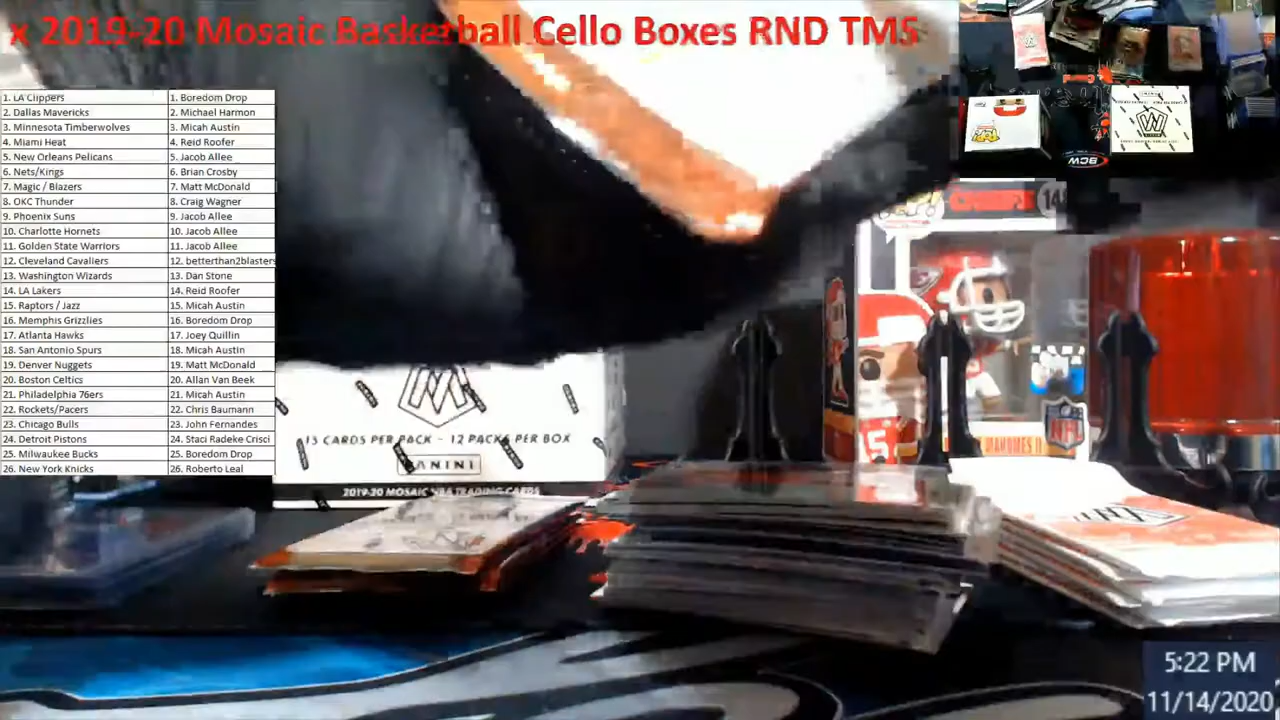 x 2019-20 Mosaic Basketball Cello Boxes RND TMS
1. LA Clippers 1. Boredom Drop
2. Dallas Mavericks 2. Michael Harmon
3. Minnesota Timberwolves 3. Micah Austin
4. Miami Heat 4. Reid Roofer
5. New Orleans Pelicans 5. Jacob Allee
6. Nets/Kings 6. Brian Crosby
7. Magic / Blazers 7. Matt McDonald
8. OKC Thunder 8. Craig Wagner
9. Phoenix Suns 9. Jacob Allee
10. Charlotte Hornets 10. Jacob Allee
11. Golden State Warriors 11. Jacob Allee
12. Cleveland Cavaliers 12. betterthan2blasters
13. Washington Wizards 13. Dan Stone
14. LA Lakers 14. Reid Roofer
15. Raptors / Jazz 15. Micah Austin
16. Memphis Grizzlies 16. Boredom Drop
17. Atlanta Hawks 17. Joey Quillin
18. San Antonio Spurs 18. Micah Austin
19. Denver Nuggets 19. Matt McDonald
20. Boston Celtics 20. Allan Van Beek
21. Philadelphia 76ers 21. Micah Austin
22. Rockets/Pacers 22. Chris Baumann
23. Chicago Bulls 23. John Fernandes
24. Detroit Pistons 24. Staci Radeke Crisci
25. Milwaukee Bucks 25. Boredom Drop
26. New York Knicks 26. Roberto Leal
15 CARDS PER PACK - 12 PACKS PER BOX
PANINI
2019-20 MOSAIC NBA TRADING CARDS
BCW
NFL
MAHOMES II
15
5:22 PM
11/14/2020